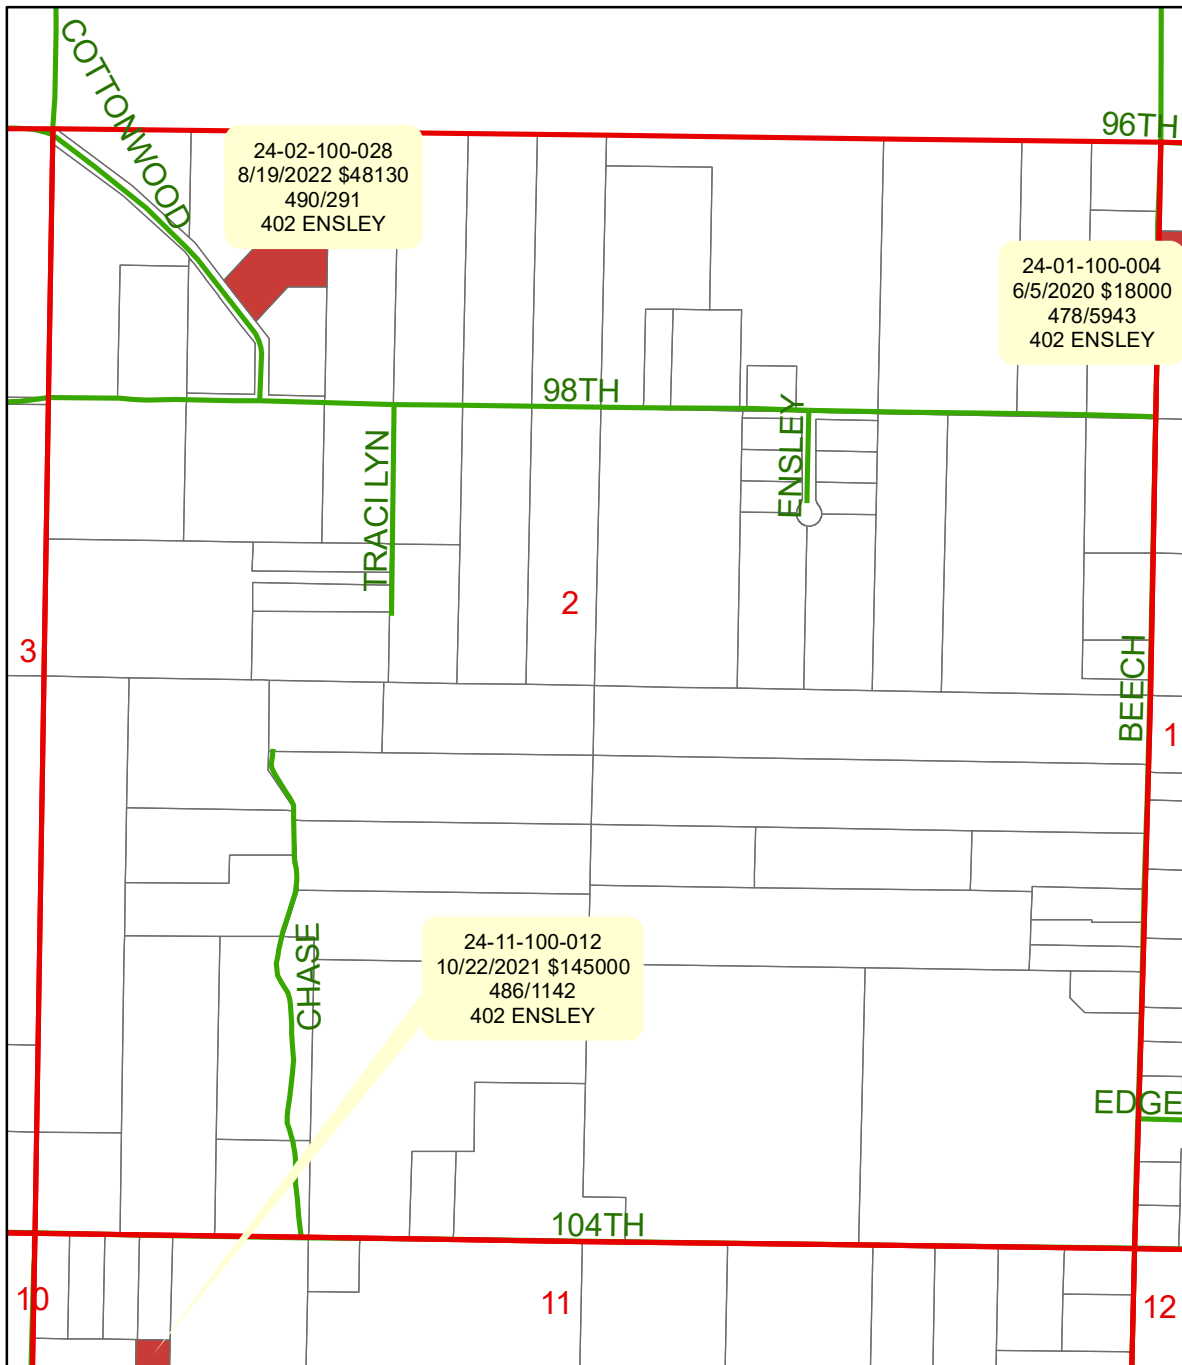 COTTONWOOD
96TH
24-02-100-028
8/19/2022 $48130
490/291
402 ENSLEY
24-01-100-004
6/5/2020 $18000
478/5943
402 ENSLEY
98TH
ENSLEY
TRACI LYN
2
3
BEECH
1
CHASE
24-11-100-012
10/22/2021 $145000
486/1142
402 ENSLEY
EDGE
104TH
10
11
12